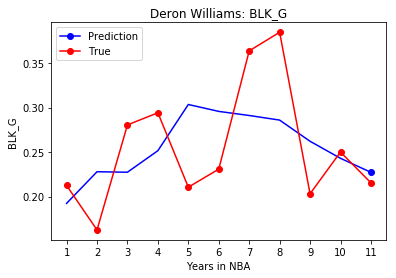 Deron Williams: BLK_G
Prediction
True
BLK_G
0.35
0.30
0.25
0.20
1 2 3 4 5 6 7 8 9 10 11
Years in NBA